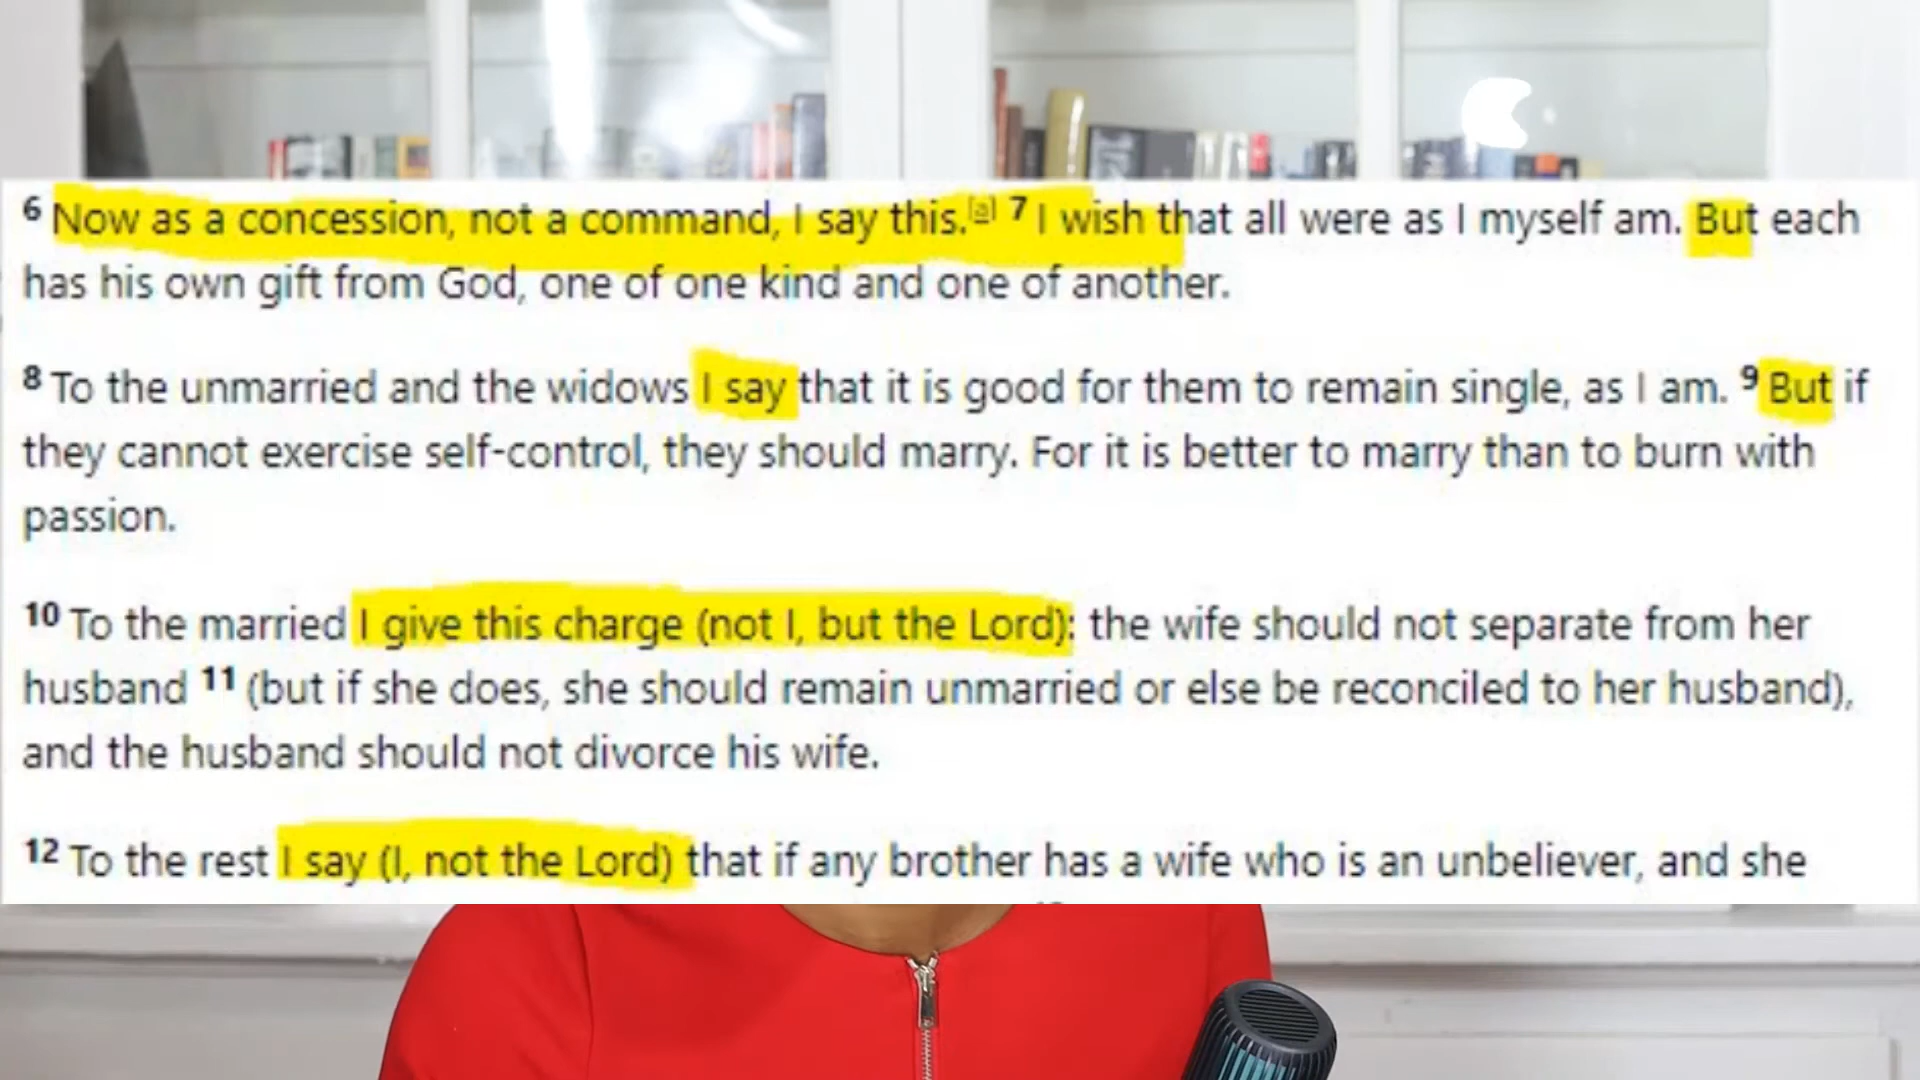 6 Now as a concession, not a command, I say this.[a] 7 I wish that all were as I myself am. But each
has his own gift from God, one of one kind and one of another.
8 To the unmarried and the widows I say that it is good for them to remain single, as I am. 9 But if
they cannot exercise self-control, they should marry. For it is better to marry than to burn with
passion.
10 To the married I give this charge (not I, but the Lord): the wife should not separate from her
husband 11 (but if she does, she should remain unmarried or else be reconciled to her husband),
and the husband should not divorce his wife.
12 To the rest I say (I, not the Lord) that if any brother has a wife who is an unbeliever, and she